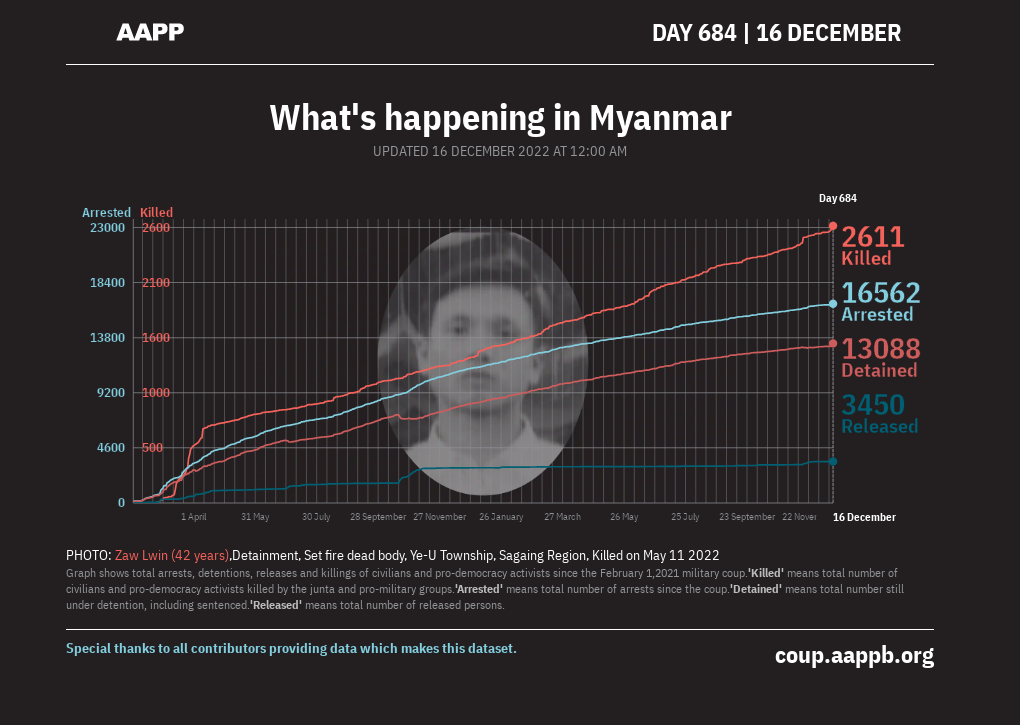 AAPP
DAY 684 | 16 DECEMBER
What's happening in Myanmar
UPDATED 16 DECEMBER 2022 AT 12:00 AM
Day 684
Arrested Killed
23000 2600
18400 2100
13800 1600
9200 1000
4600 500
0
2611
Killed
16562
Arrested
13088
Detained
3450
Released
1 April 31 May 30 July 28 September 27 November 26 January 27 March 26 May 25 July 23 September 22 Nover 16 December
PHOTO: Zaw Lwin (42 years),Detainment, Set fire dead body, Ye-U Township, Sagaing Region, Killed on May 11 2022
Graph shows total arrests, detentions, releases and killings of civilians and pro-democracy activists since the February 1,2021 military coup.'Killed' means total number of
civilians and pro-democracy activists killed by the junta and pro-military groups.'Arrested' means total number of arrests since the coup.'Detained' means total number still
under detention, including sentenced.'Released' means total number of released persons.
Special thanks to all contributors providing data which makes this dataset.
coup.aappb.org